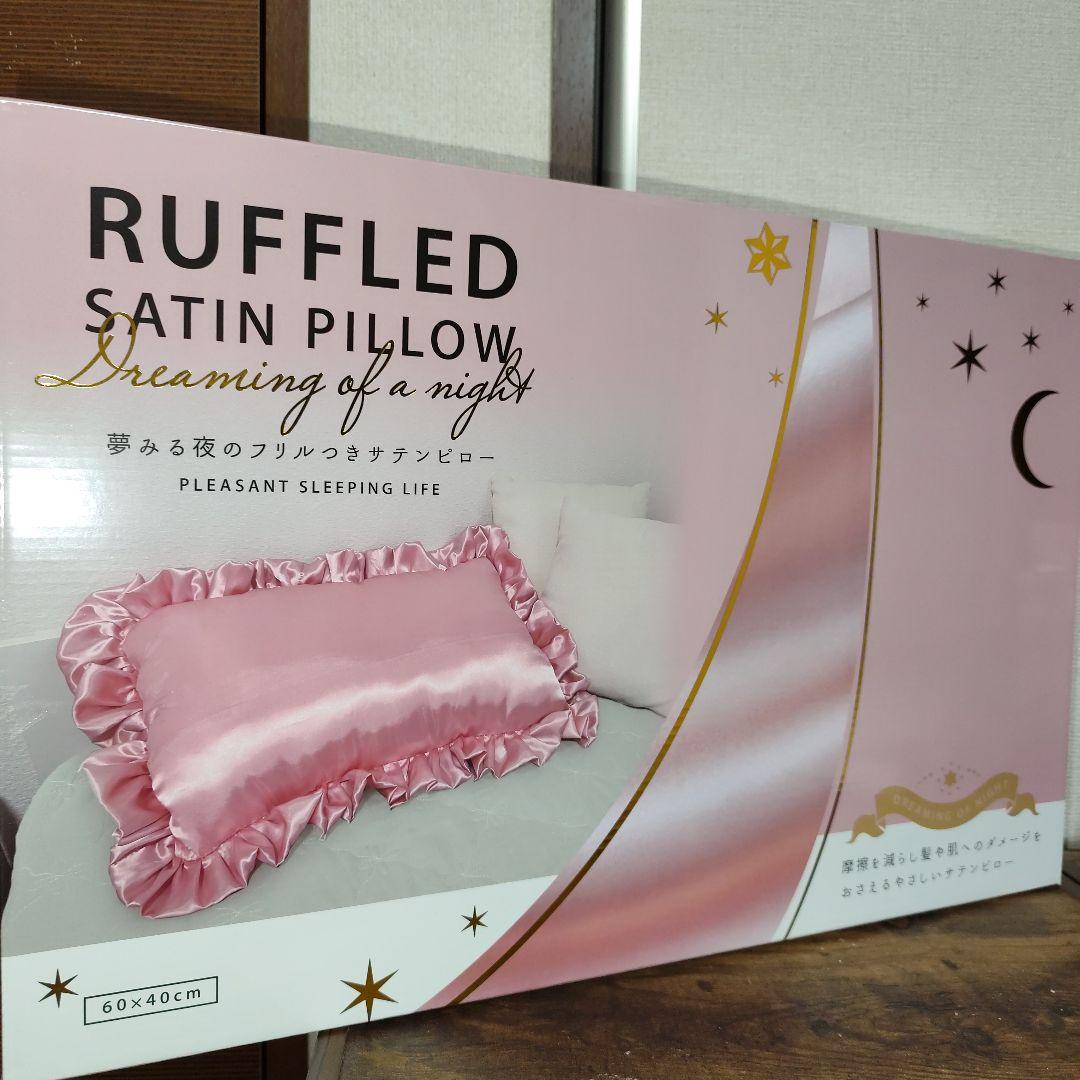 RUFFLED
SATIN PILLOW
Dreaming of a night
夢みる夜のフリルつきサテンピロー
PLEASANT SLEEPING LIFE
60×40cm
DREAMING OF NIGHT
摩擦を減らし髪や肌へのダメージを
おさえるやさしいサテンピロー